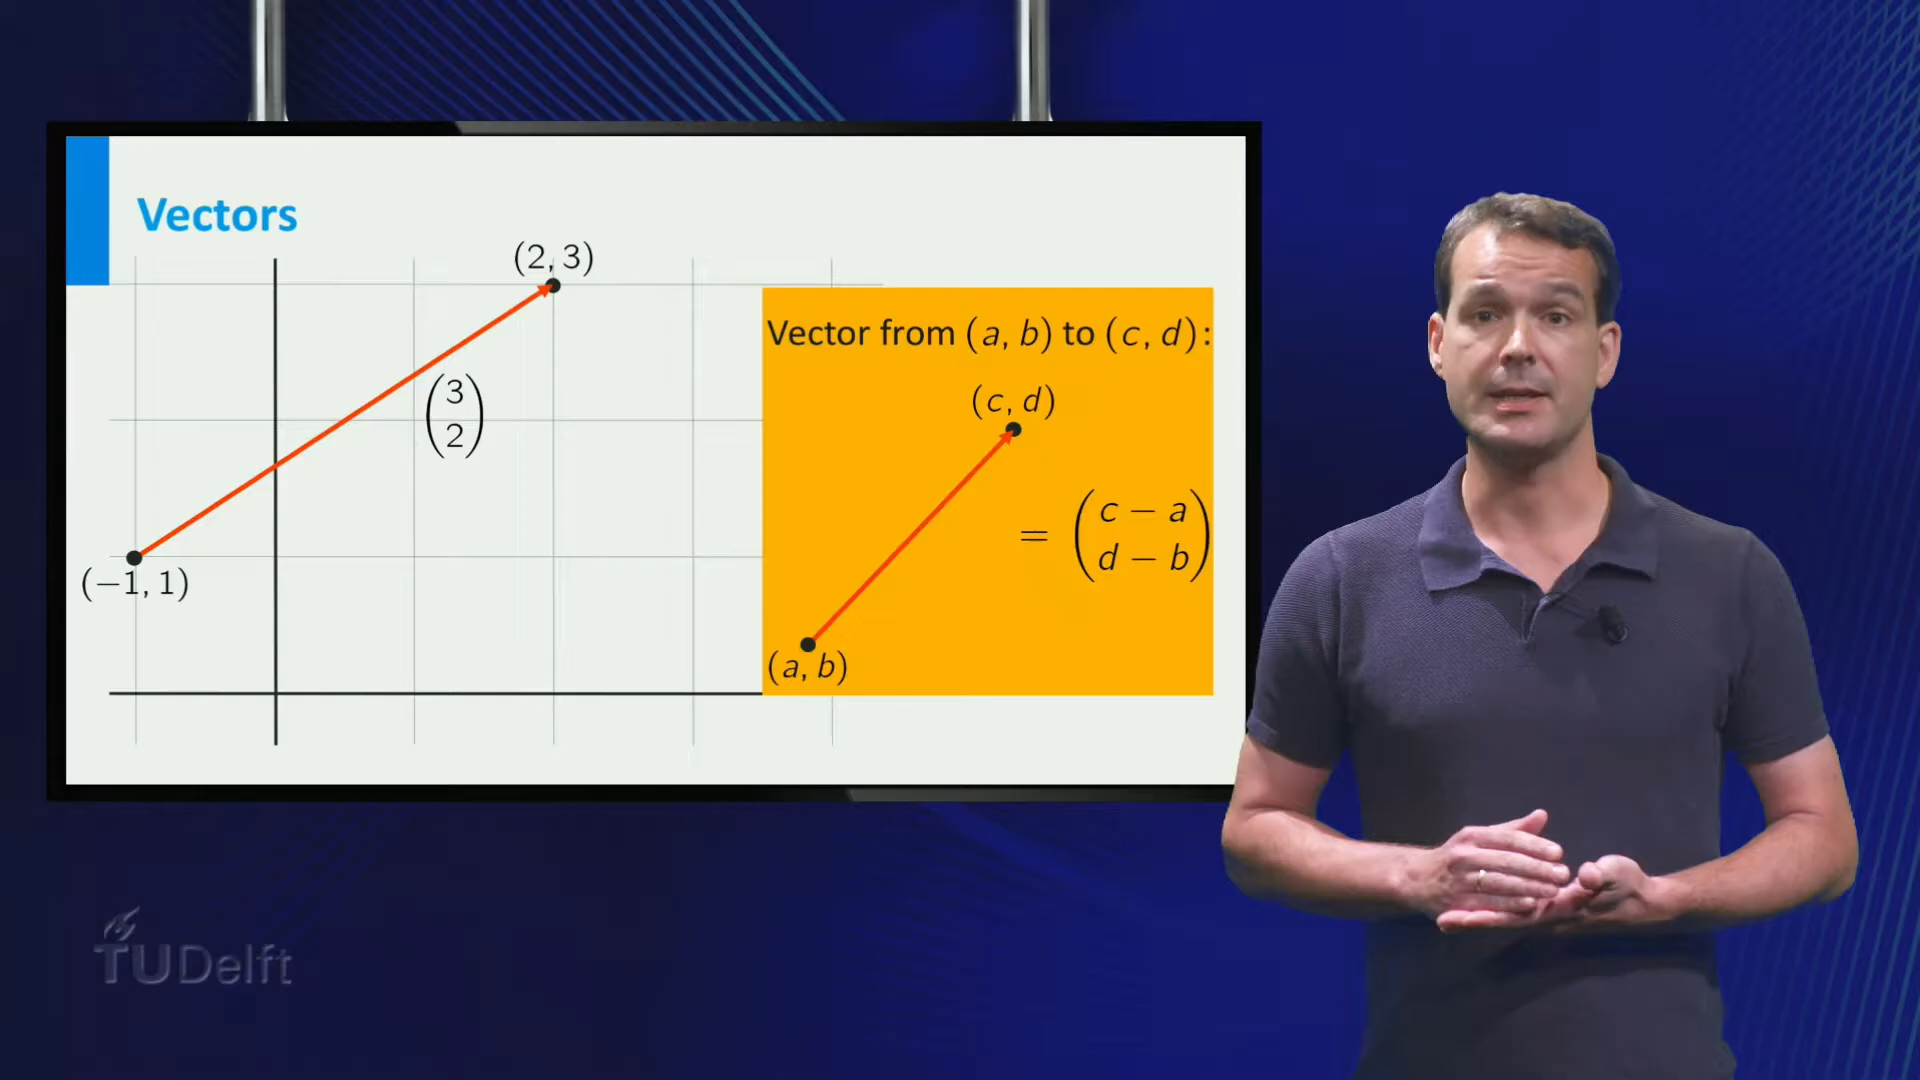 Vectors
(2, 3)
(3
2)
(−1, 1)
Vector from (a, b) to (c, d):
(c, d)
= (c − a
d − b)
(a, b)
TUDelft